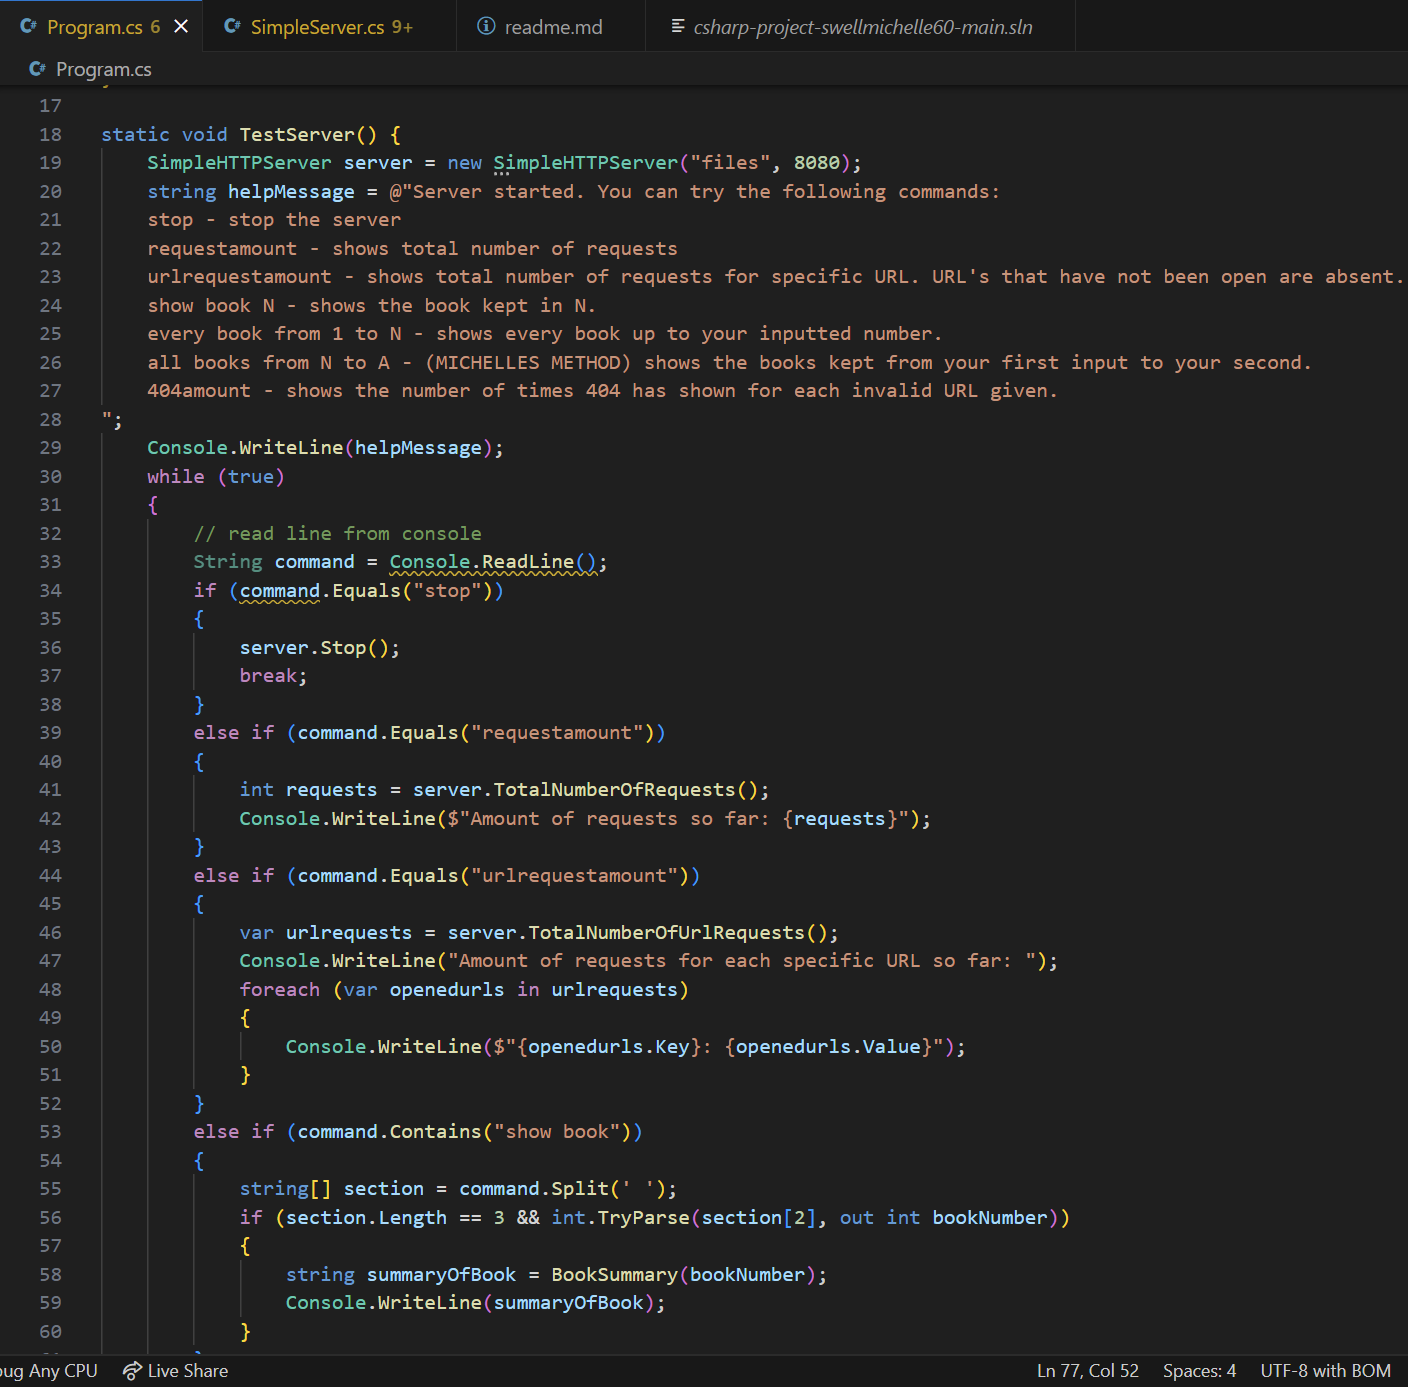 C# Program.cs 6 × C# SimpleServer.cs 9+ readme.md csharp-project-swellmichelle60-main.sln
C# Program.cs
17
18 static void TestServer() {
19 SimpleHTTPServer server = new SimpleHTTPServer("files", 8080);
20 string helpMessage = @"Server started. You can try the following commands:
21 stop - stop the server
22 requestamount - shows total number of requests
23 urlrequestamount - shows total number of requests for specific URL. URL's that have not been open are absent.
24 show book N - shows the book kept in N.
25 every book from 1 to N - shows every book up to your inputted number.
26 all books from N to A - (MICHELLES METHOD) shows the books kept from your first input to your second.
27 404amount - shows the number of times 404 has shown for each invalid URL given.
28 ";
29 Console.WriteLine(helpMessage);
30 while (true)
31 {
32 // read line from console
33 String command = Console.ReadLine();
34 if (command.Equals("stop"))
35 {
36 server.Stop();
37 break;
38 }
39 else if (command.Equals("requestamount"))
40 {
41 int requests = server.TotalNumberOfRequests();
42 Console.WriteLine($"Amount of requests so far: {requests}");
43 }
44 else if (command.Equals("urlrequestamount"))
45 {
46 var urlrequests = server.TotalNumberOfUrlRequests();
47 Console.WriteLine("Amount of requests for each specific URL so far: ");
48 foreach (var openedurls in urlrequests)
49 {
50 Console.WriteLine($"{openedurls.Key}: {openedurls.Value}");
51 }
52 }
53 else if (command.Contains("show book"))
54 {
55 string[] section = command.Split(' ');
56 if (section.Length == 3 && int.TryParse(section[2], out int bookNumber))
57 {
58 string summaryOfBook = BookSummary(bookNumber);
59 Console.WriteLine(summaryOfBook);
60 }
ug Any CPU Live Share Ln 77, Col 52 Spaces: 4 UTF-8 with BOM